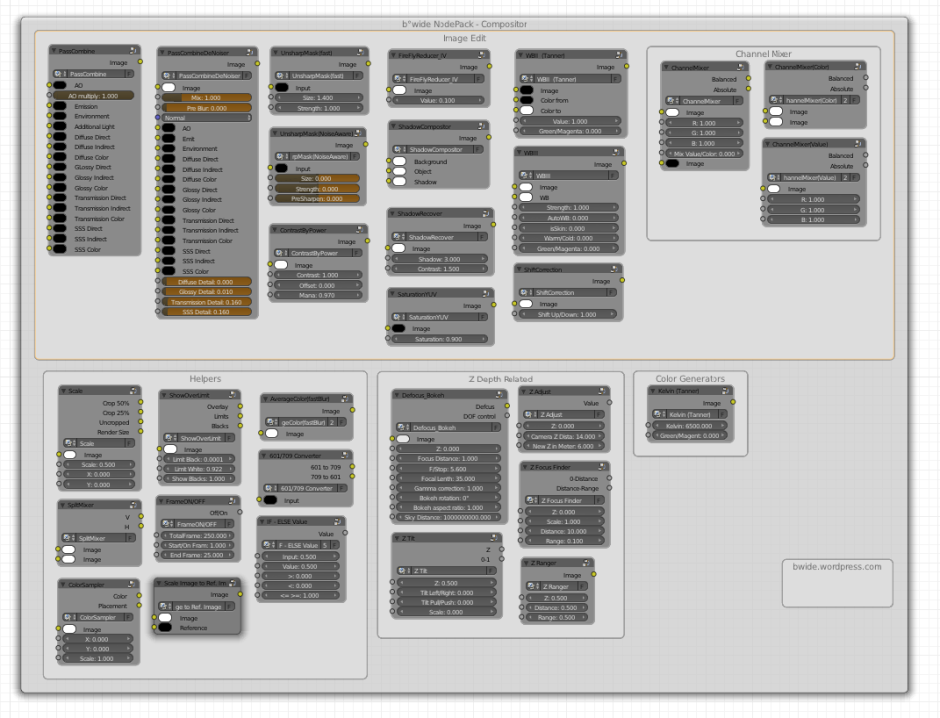 b°wide NodePack - Compositor
Image Edit
PassCombine
Image
PassCombine F
AO
AO multiply: 1.000
Emission
Environment
Additional Light
Diffuse Direct
Diffuse Indirect
Diffuse Color
Glossy Direct
Glossy Indirect
Glossy Color
Transmission Direct
Transmission Indirect
Transmission Color
SSS Direct
SSS Indirect
SSS Color
PassCombineDeNoiser
Image
PassCombineDeNoiser
Image
Mix: 1.000
Pre Blur: 0.000
Normal
AO
Emit
Environment
Diffuse Direct
Diffuse Indirect
Diffuse Color
Glossy Direct
Glossy Indirect
Glossy Color
Transmission Direct
Transmission Indirect
Transmission Color
SSS Direct
SSS Indirect
SSS Color
Diffuse Detail: 0.000
Glossy Detail: 0.010
Transmission Detail: 0.160
SSS Detail: 0.160
UnsharpMask(fast)
Image
UnsharpMask(fast) F
Input
Size: 1.400
Strength: 1.000
UnsharpMask(NoiseAware)
Image
rpMask(NoiseAware)
Input
Size: 0.000
Strength: 0.000
PreSharpen: 0.000
ContrastByPower
Image
ContrastByPower F
Image
Contrast: 1.000
Offset: 0.000
Mana: 0.970
FireFlyReducer_IV
Image
FireFlyReducer_IV F
Image
Value: 0.100
ShadowCompositor
Image
ShadowCompositor F
Background
Object
Shadow
ShadowRecover
Image
ShadowRecover F
Image
Shadow: 3.000
Contrast: 1.500
SaturationYUV
Image
SaturationYUV F
Image
Saturation: 0.900
WBI (Tanner)
Image
WBI (Tanner) F
Image
Color from
Color to
Value: 1.000
Green/Magenta: 0.000
WBII
Image
WBII F
Image
WB
Strength: 1.000
AutoWB: 0.000
isSkin: 0.000
Warm/Cold: 0.000
Green/Magenta: 0.000
ShiftCorrection
Image
ShiftCorrection F
Image
Shift Up/Down: 1.000
Channel Mixer
ChannelMixer
Balanced
Absolute
ChannelMixer F
Image
R: 1.000
G: 1.000
B: 1.000
Mix Value/Color: 0.000
Image
ChannelMixer(Color)
Balanced
Absolute
hannelMixer(Color) 2 F
Image
Image
ChannelMixer(Value)
Balanced
Absolute
hannelMixer(Value) 2 F
Image
R: 1.000
G: 1.000
B: 1.000
Helpers
Scale
Crop 50%
Crop 25%
Uncropped
Render Size
Scale F
Image
Scale: 0.500
X: 0.000
Y: 0.000
SplitMixer
V
H
SplitMixer F
Image
Image
ColorSampler
Color
Placement
ColorSampler F
Image
X: 0.000
Y: 0.000
Scale: 1.000
ShowOverLimit
Overlay
Limits
Blacks
ShowOverLimit F
Image
Limit Black: 0.0001
Limit White: 0.922
Show Blacks: 1.000
FrameON/OFF
On/Off
FrameON/OFF F
TotalFrame: 250.000
Start/On Fram: 1.000
End Frame: 25.000
Scale Image to Ref. Im
Image
ge to Ref. Image F
Image
Reference
AverageColor(fastBlur)
Image
geColor(fastBlur) 2 F
Image
601/709 Converter
601 to 709
709 to 601
601/709 Converter F
Input
IF - ELSE Value
Value
F - ELSE Value 5 F
Input: 0.500
Value: 0.500
>: 0.000
<: 0.000
<= >=: 1.000
Z Depth Related
Defocus_Bokeh
Defcus
DOF control
Defocus_Bokeh F
Image
Z: 0.000
Focus Distance: 1.000
F/Stop: 5.600
Focal Lenth: 35.000
Gamma correction: 1.000
Bokeh rotation: 0°
Bokeh aspect ratio: 1.000
Sky Distance: 1000000000.000
Z Tilt
Z
0-1
Z Tilt F
Z: 0.500
Tilt Left/Right: 0.000
Tilt Pull/Push: 0.000
Scale: 0.000
Z Adjust
Value
Z Adjust F
Z: 0.000
Camera Z Dista: 14.000
New Z in Meter: 6.000
Z Focus Finder
0-Distance
Distance-Range
Z Focus Finder F
Z: 0.000
Scale: 1.000
Distance: 10.000
Range: 0.100
Z Ranger
Image
Z Ranger F
Z: 0.500
Distance: 0.500
Range: 0.500
Color Generators
Kelvin (Tanner)
Image
Kelvin (Tanner) F
Kelvin: 6500.000
Green/Magent: 0.000
bwide.wordpress.com